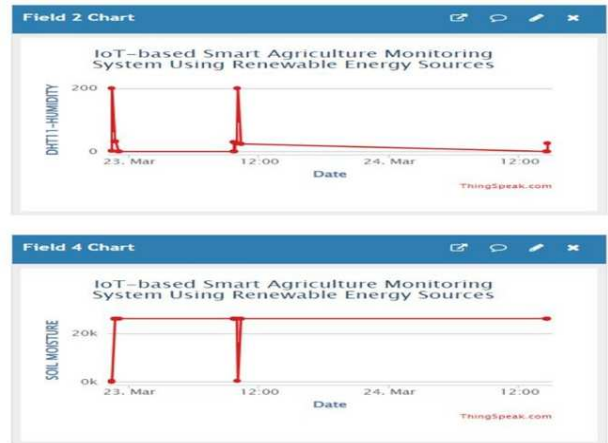 Field 2 Chart
IoT-based Smart Agriculture Monitoring
System Using Renewable Energy Sources
DHT11-HUMIDITY
200
0
23. Mar
12:00
24. Mar
12:00
Date
ThingSpeak.com
Field 4 Chart
IoT-based Smart Agriculture Monitoring
System Using Renewable Energy Sources
SOIL MOISTURE
20k
0k
23. Mar
12:00
24. Mar
12:00
Date
ThingSpeak.com